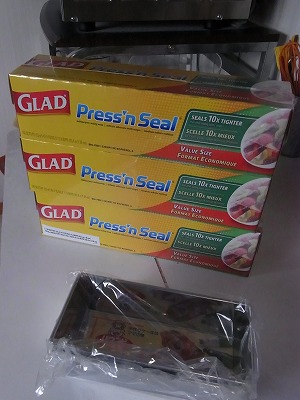 GLAD
Press'n Seal
SEALS 10X TIGHTER
SCELLE 10X MIEUX
VALUE SIZE
FORMAT ÉCONOMIQUE
GLAD
Press'n Seal
SEALS 10X TIGHTER
SCELLE 10X MIEUX
VALUE SIZE
FORMAT ÉCONOMIQUE
GLAD
Press'n Seal
SEALS 10X TIGHTER
SCELLE 10X MIEUX
VALUE SIZE
FORMAT ÉCONOMIQUE